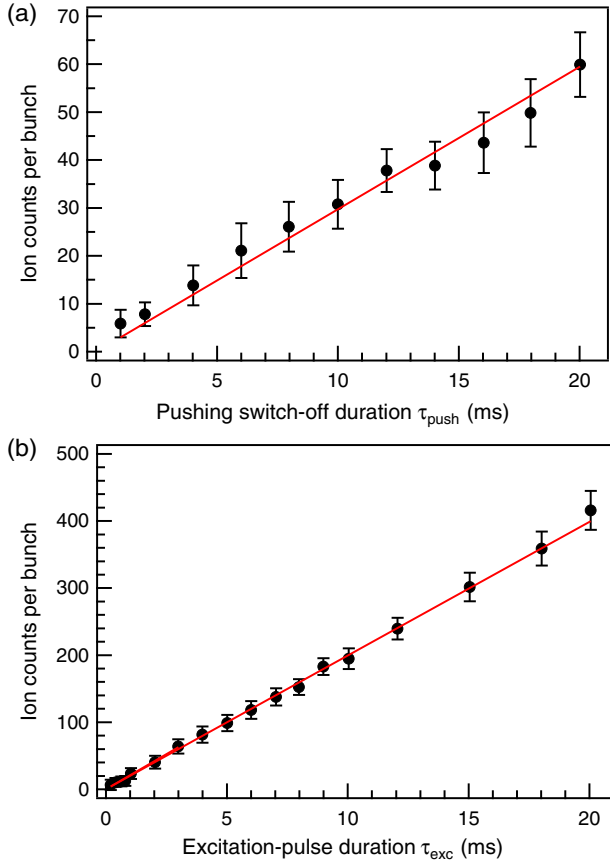 (a)
70
60
50
40
30
20
10
0
Ion counts per bunch
0 5 10 15 20
Pushing switch-off duration τpush (ms)
(b)
500
400
300
200
100
0
Ion counts per bunch
0 5 10 15 20
Excitation-pulse duration τexc (ms)